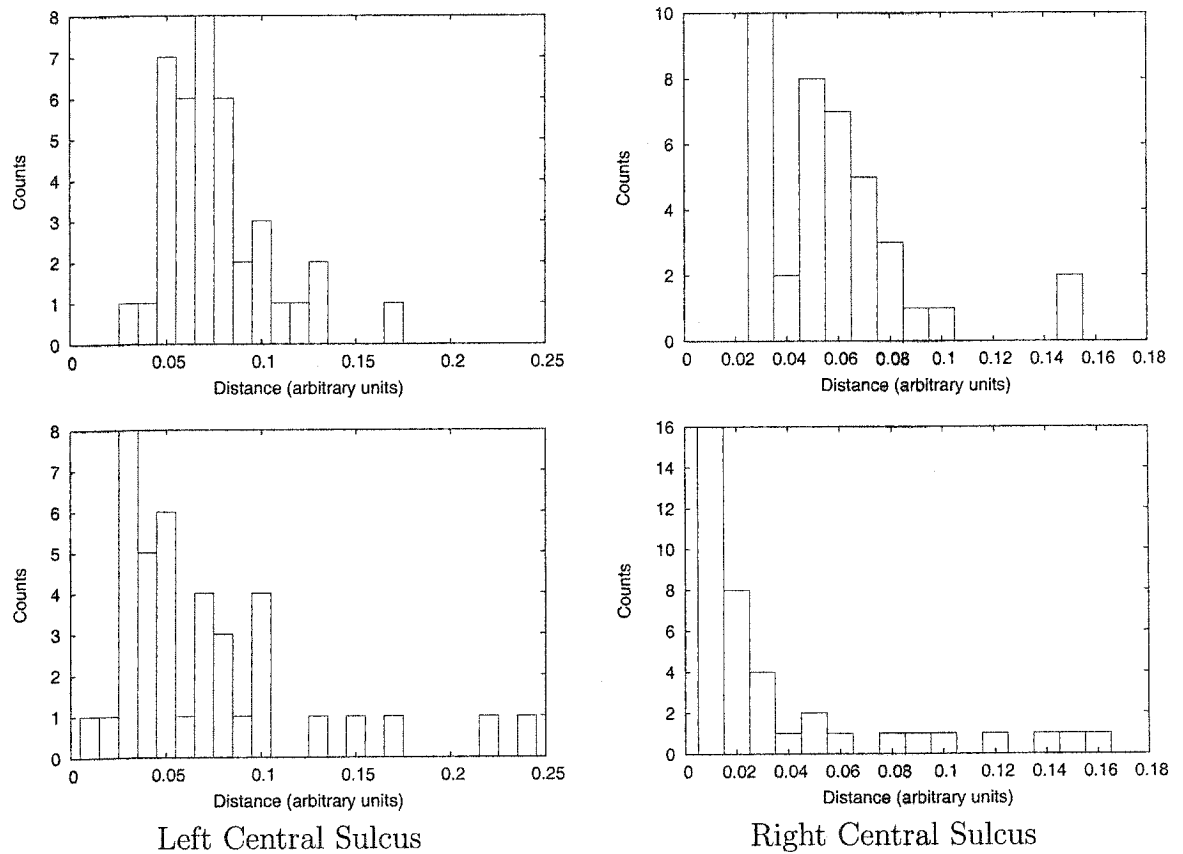 8
7
6
5
4
3
2
1
0
Counts
0 0.05 0.1 0.15 0.2 0.25
Distance (arbitrary units)
10
8
6
4
2
0
Counts
0 0.02 0.04 0.06 0.08 0.1 0.12 0.14 0.16 0.18
Distance (arbitrary units)
8
7
6
5
4
3
2
1
0
Counts
0 0.05 0.1 0.15 0.2 0.25
Distance (arbitrary units)
Left Central Sulcus
16
14
12
10
8
6
4
2
0
Counts
0 0.02 0.04 0.06 0.08 0.1 0.12 0.14 0.16 0.18
Distance (arbitrary units)
Right Central Sulcus